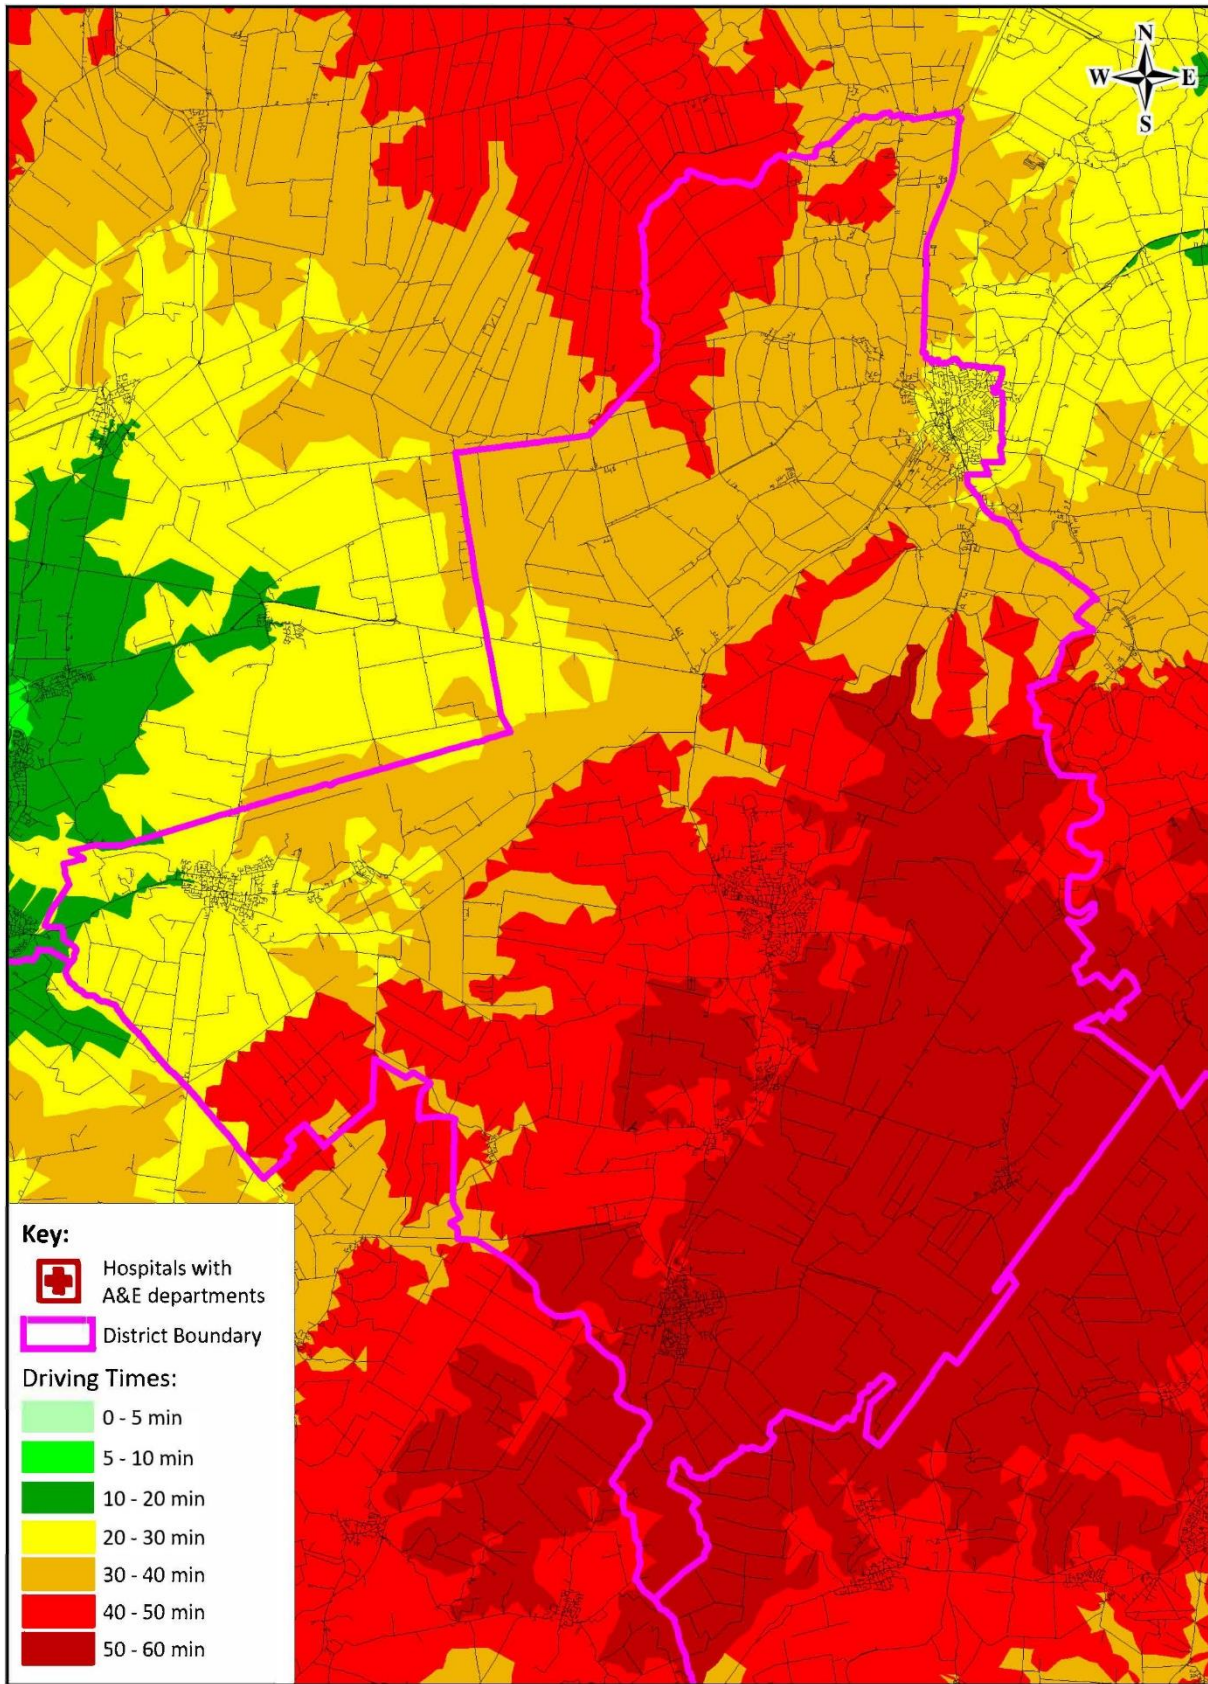 N
W E
S
Key:
Hospitals with
A&E departments
District Boundary
Driving Times:
0 - 5 min
5 - 10 min
10 - 20 min
20 - 30 min
30 - 40 min
40 - 50 min
50 - 60 min